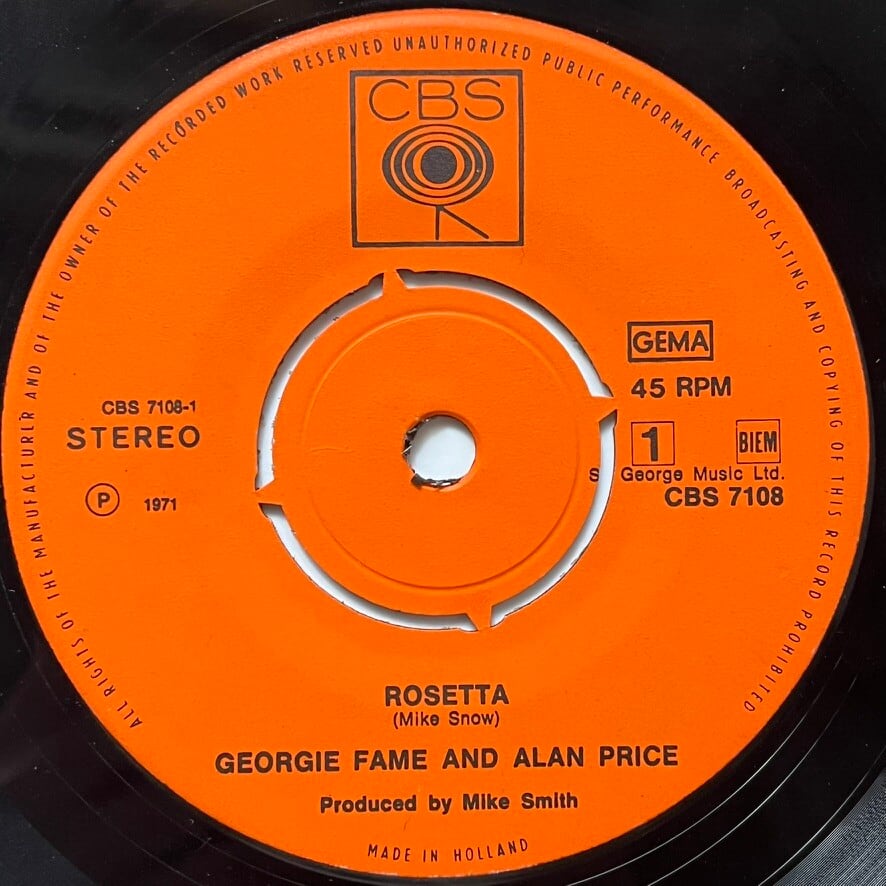 ALL RIGHTS OF THE MANUFACTURER AND OF THE OWNER OF THE RECORDED WORK RESERVED UNAUTHORIZED PUBLIC PERFORMANCE BROADCASTING AND COPYING OF THIS RECORD PROHIBITED
CBS
GEMA
45 RPM
CBS 7108-1
STEREO
1
BIEM
George Music Ltd.
CBS 7108
P 1971
ROSETTA
(Mike Snow)
GEORGIE FAME AND ALAN PRICE
Produced by Mike Smith
MADE IN HOLLAND